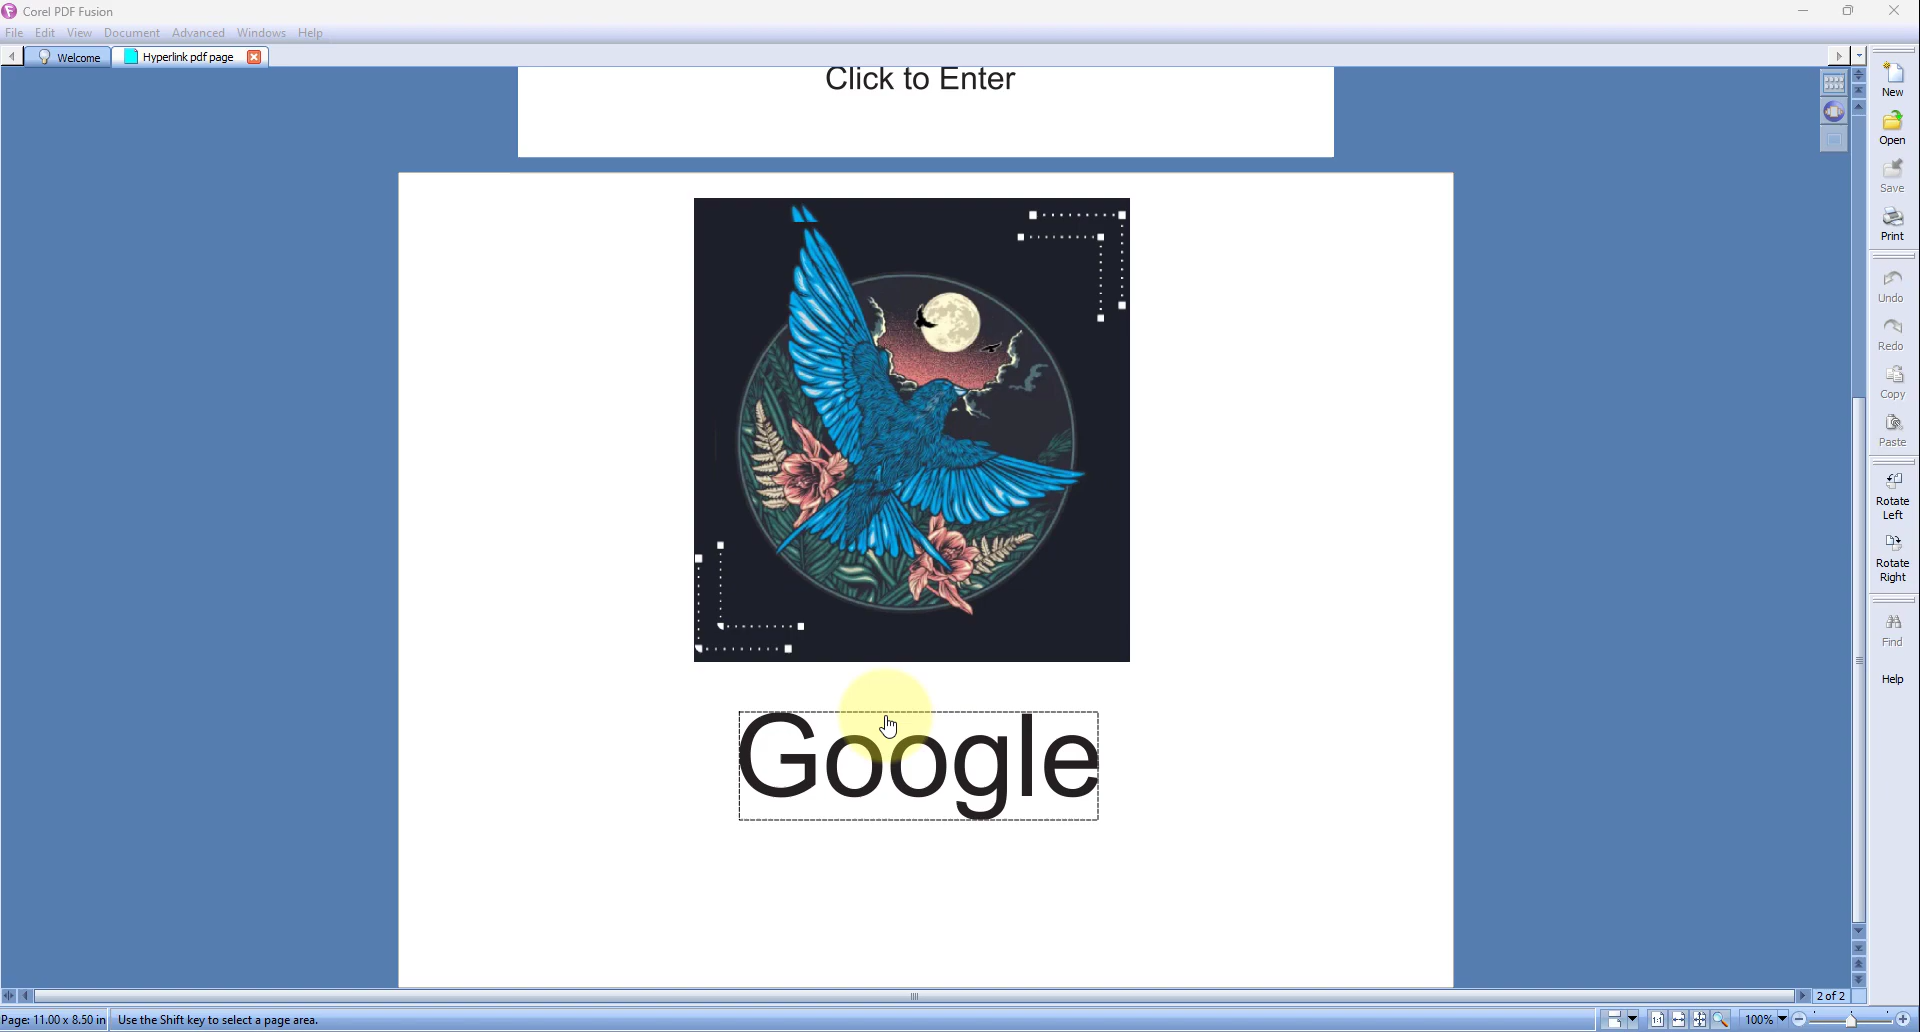 Corel PDF Fusion
File Edit View Document Advanced Windows Help
Welcome Hyperlink pdf page
Click to Enter
Google
New
Open
Save
Print
Undo
Redo
Copy
Paste
Rotate
Left
Rotate
Right
Find
Help
2 of 2
Page: 11.00 x 8.50 in Use the Shift key to select a page area. 1:1 100%